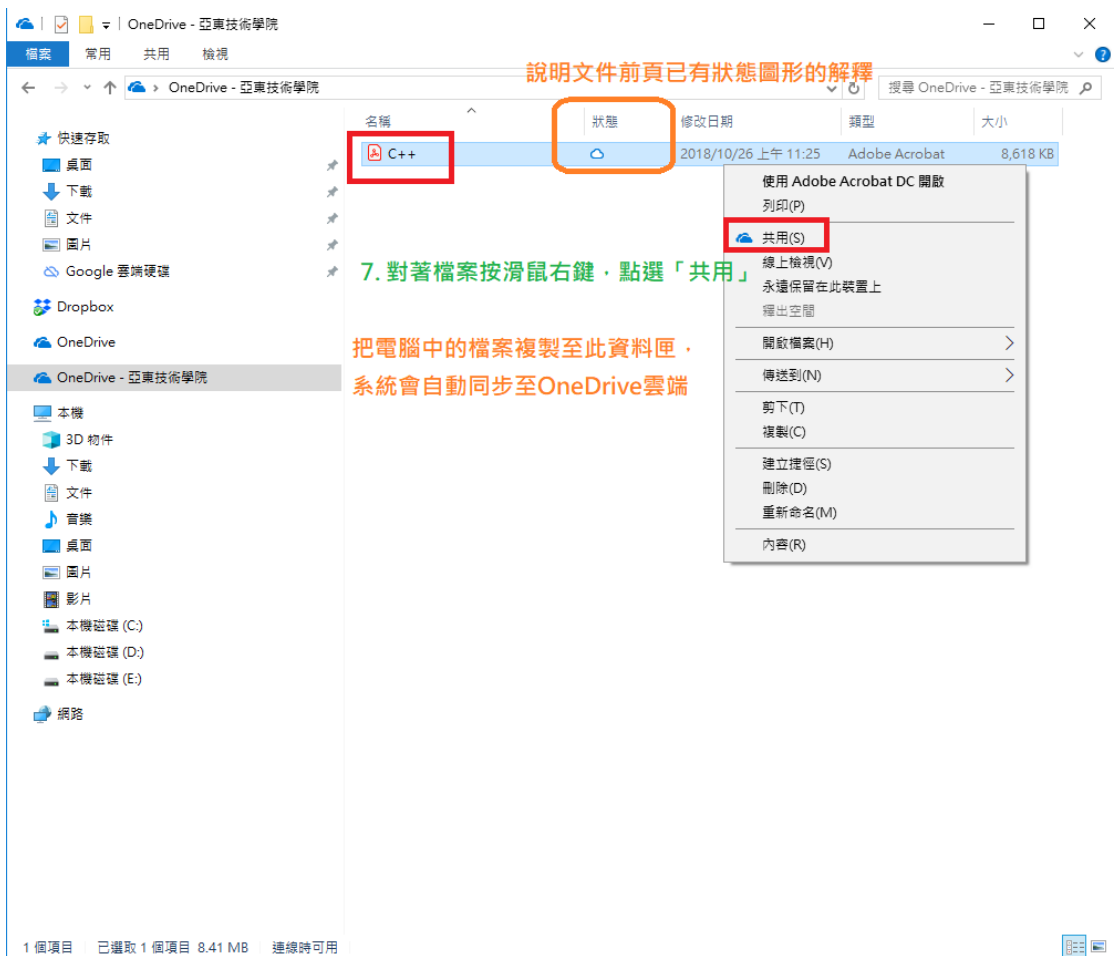 OneDrive - 亞東技術學院
檔案 常用 共用 檢視
說明文件前頁已有狀態圖形的解釋
OneDrive - 亞東技術學院 搜尋 OneDrive - 亞東技術學院
名稱 狀態 修改日期 類型 大小
C++ 2018/10/26 上午 11:25 Adobe Acrobat 8,618 KB
快速存取
桌面
下載
文件
圖片
Google 雲端硬碟
Dropbox
OneDrive
OneDrive - 亞東技術學院
本機
3D 物件
下載
文件
音樂
桌面
圖片
影片
本機磁碟 (C:)
本機磁碟 (D:)
本機磁碟 (E:)
網路
7. 對著檔案按滑鼠右鍵,點選「共用」
把電腦中的檔案複製至此資料匣,
系統會自動同步至OneDrive雲端
使用 Adobe Acrobat DC 開啟
列印(P)
共用(S)
線上檢視(V)
永遠保留在此裝置上
釋出空間
開啟檔案(H)
傳送到(N)
剪下(T)
複製(C)
建立捷徑(S)
刪除(D)
重新命名(M)
內容(R)
1 個項目 已選取 1 個項目 8.41 MB 連線時可用